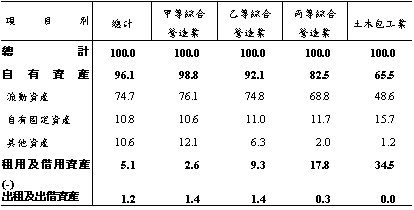 項目別 總計 甲等綜合營造業 乙等綜合營造業 丙等綜合營造業 土木包工業
總計 100.0 100.0 100.0 100.0 100.0
自有資產 96.1 98.8 92.1 82.5 65.5
流動資產 74.7 76.1 74.8 68.8 48.6
自有固定資產 10.8 10.6 11.0 11.7 15.7
其他資產 10.6 12.1 6.3 2.0 1.2
租用及借用資產 5.1 2.6 9.3 17.8 34.5
(-)
出租及出借資產 1.2 1.4 1.4 0.3 0.0